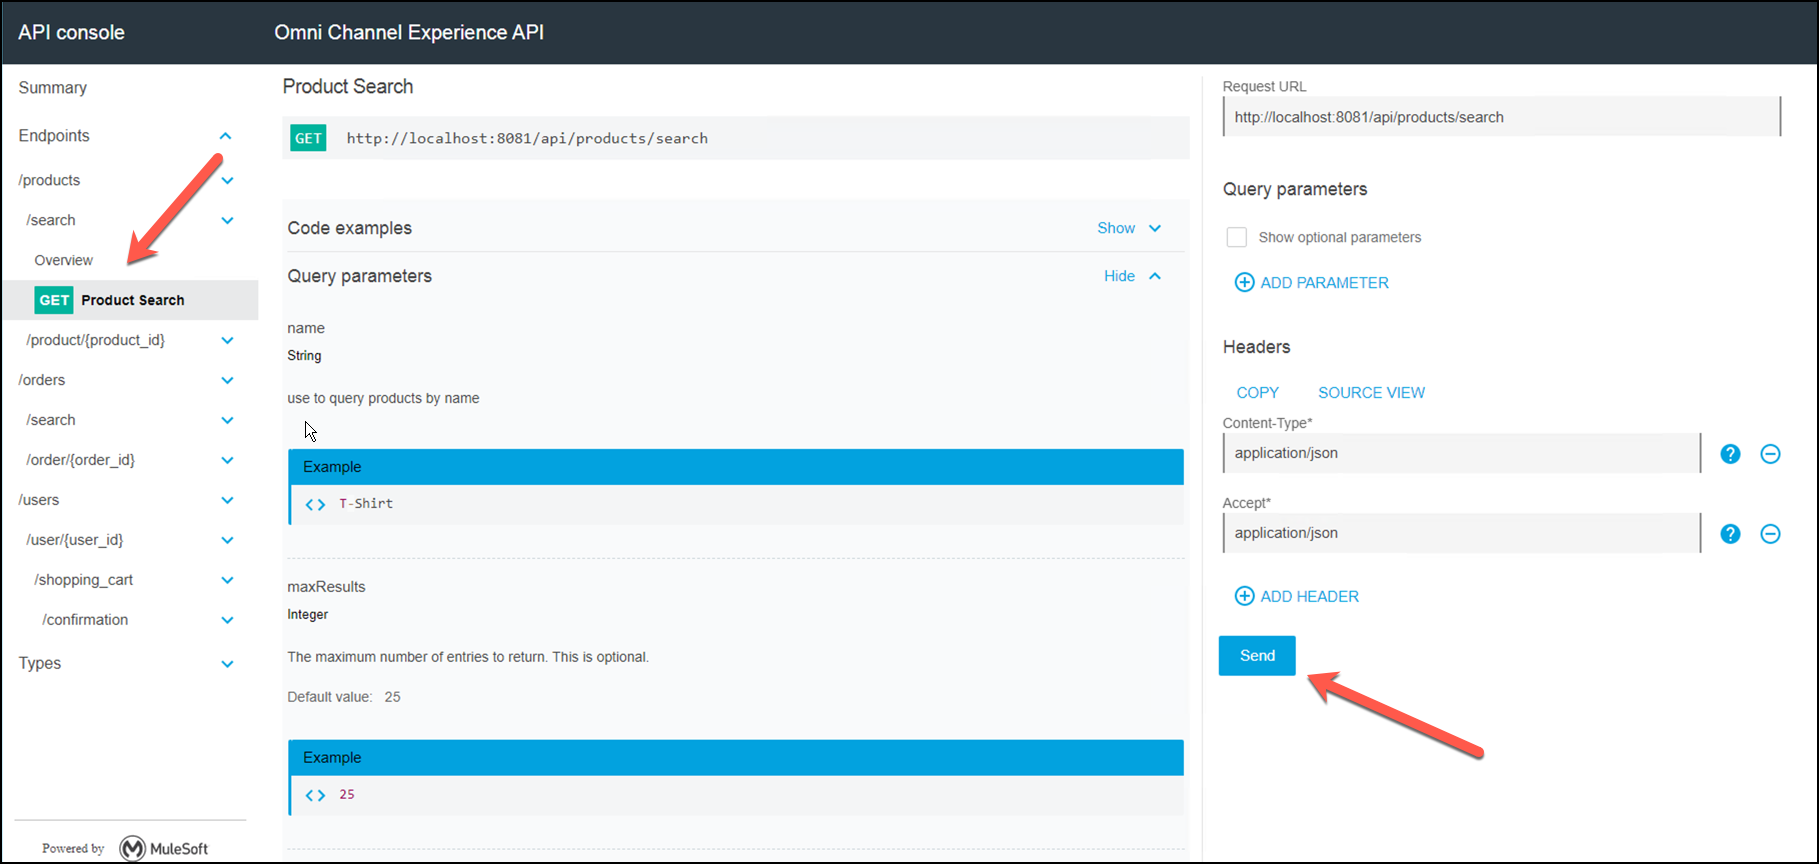 API console
Omni Channel Experience API
Summary
Endpoints
/products
/search
Overview
GET Product Search
/product/{product_id}
/orders
/search
/order/{order_id}
/users
/user/{user_id}
/shopping_cart
/confirmation
Types
Powered by MuleSoft
Product Search
GET http://localhost:8081/api/products/search
Code examples Show
Query parameters Hide
name
String
use to query products by name
Example
<> T-Shirt
maxResults
Integer
The maximum number of entries to return. This is optional.
Default value: 25
Example
<> 25
Request URL
http://localhost:8081/api/products/search
Query parameters
Show optional parameters
ADD PARAMETER
Headers
COPY SOURCE VIEW
Content-Type*
application/json ?
Accept*
application/json ?
ADD HEADER
Send